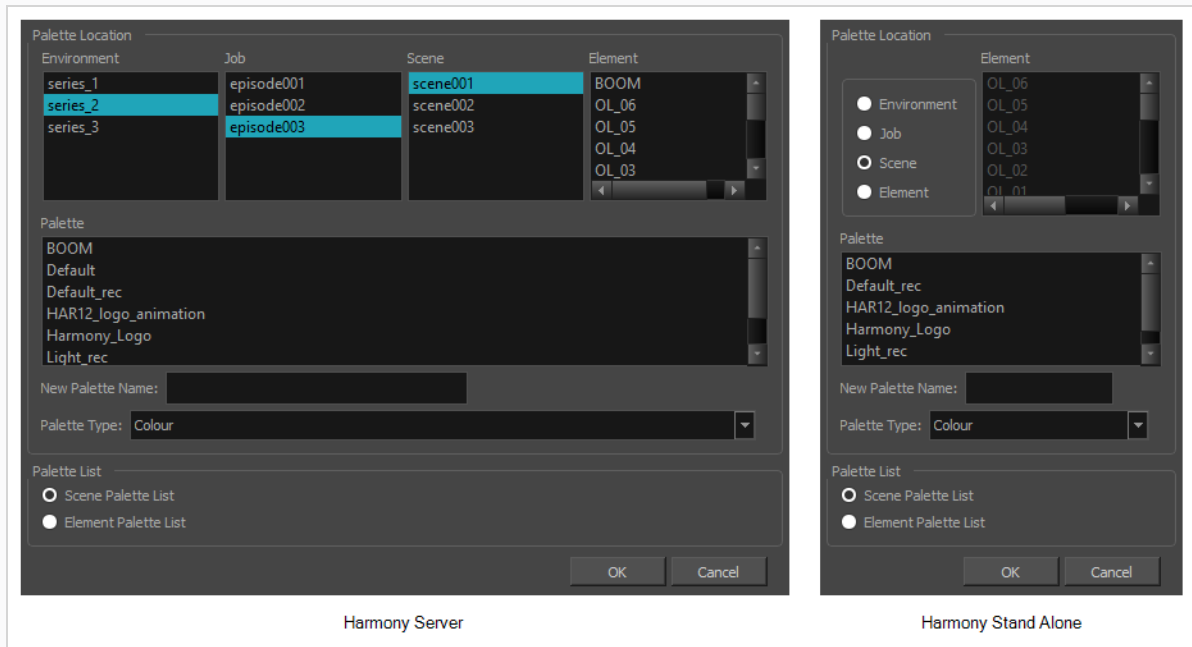 Palette Location
Environment Job Scene Element
series_1 episode001 scene001 BOOM
series_2 episode002 scene002 OL_06
series_3 episode003 scene003 OL_05
OL_04
OL_03
Palette
BOOM
Default
Default_rec
HAR12_logo_animation
Harmony_Logo
Light_rec
New Palette Name:
Palette Type: Colour
Palette List
Scene Palette List
Element Palette List
OK Cancel
Harmony Server
Palette Location
Element
Environment
Job
Scene
Element
OL_06
OL_05
OL_04
OL_03
OL_02
OL_01
Palette
BOOM
Default_rec
HAR12_logo_animation
Harmony_Logo
Light_rec
New Palette Name:
Palette Type: Colour
Palette List
Scene Palette List
Element Palette List
OK Cancel
Harmony Stand Alone